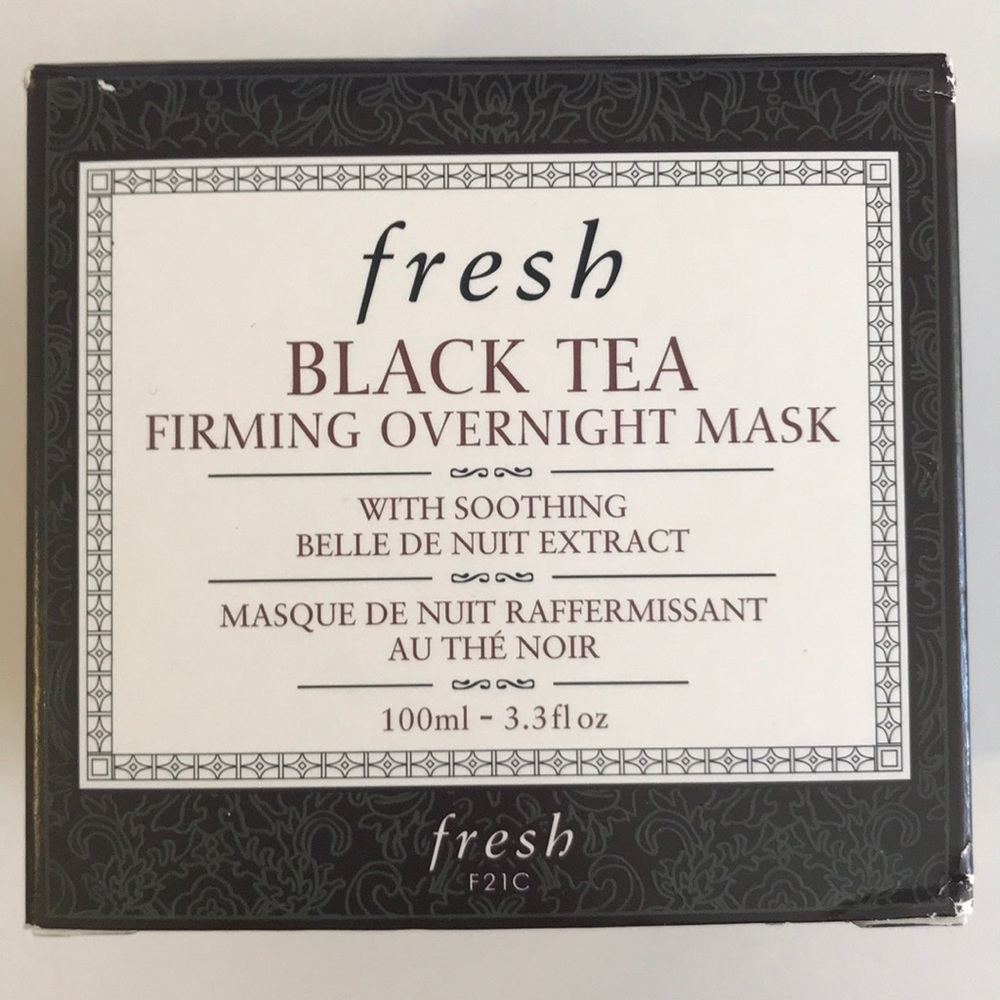 fresh
BLACK TEA
FIRMING OVERNIGHT MASK
WITH SOOTHING
BELLE DE NUIT EXTRACT
MASQUE DE NUIT RAFFERMISSANT
AU THÉ NOIR
100ml - 3.3fl oz
fresh
F21C